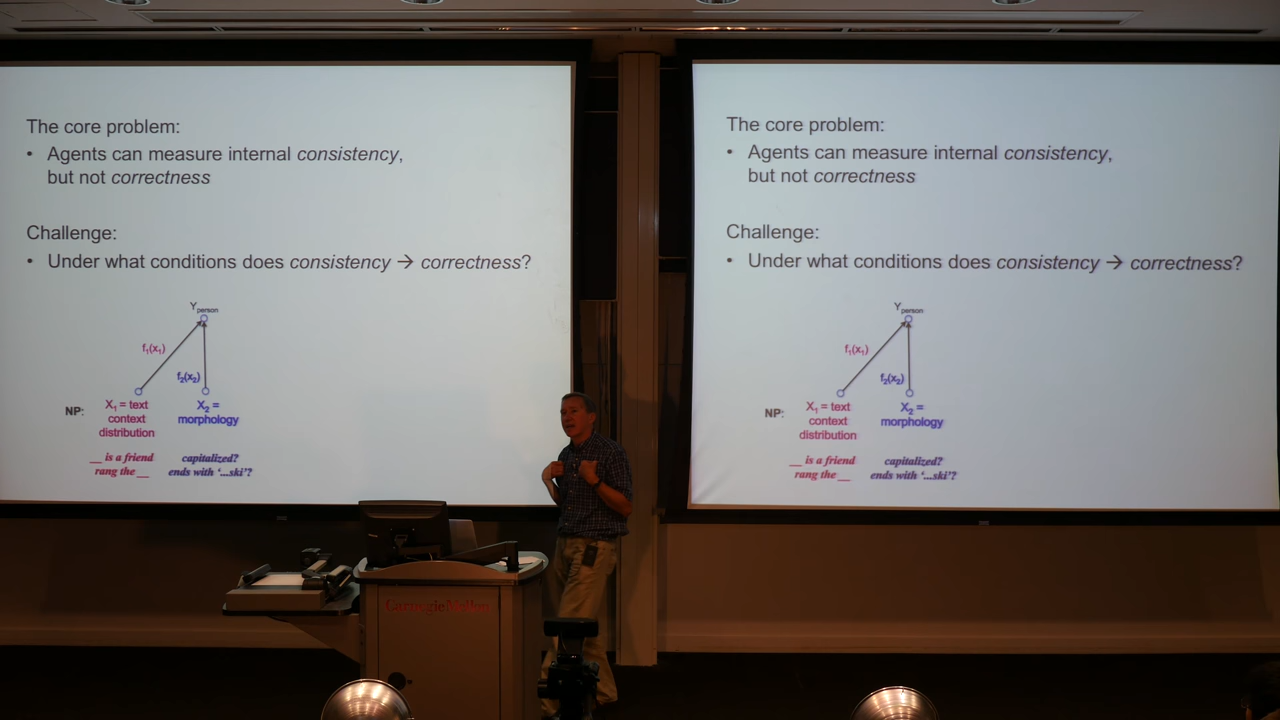 The core problem:
• Agents can measure internal consistency,
but not correctness
Challenge:
• Under what conditions does consistency → correctness?
Yperson
f1(x1)
f2(x2)
NP:
X1 = text
context
distribution
X2 =
morphology
__ is a friend
rang the __
capitalized?
ends with ‘...ski’?
The core problem:
• Agents can measure internal consistency,
but not correctness
Challenge:
• Under what conditions does consistency → correctness?
Yperson
f1(x1)
f2(x2)
NP:
X1 = text
context
distribution
X2 =
morphology
__ is a friend
rang the __
capitalized?
ends with ‘...ski’?
Carnegie Mellon